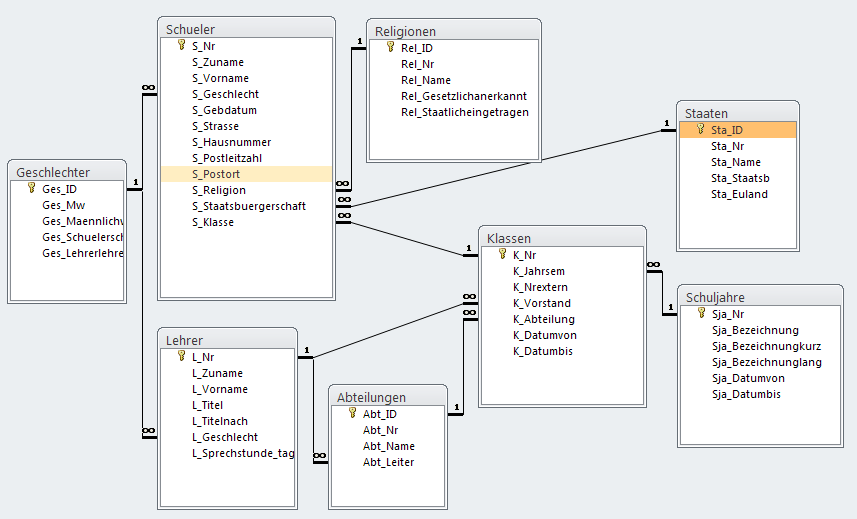 Schueler
S_Nr
S_Zuname
S_Vorname
S_Geschlecht
S_Gebdatum
S_Strasse
S_Hausnummer
S_Postleitzahl
S_Postort
S_Religion
S_Staatsbuergerschaft
S_Klasse
Religionen
Rel_ID
Rel_Nr
Rel_Name
Rel_Gesetzlichanerkannt
Rel_Staatlicheingetragen
Staaten
Sta_ID
Sta_Nr
Sta_Name
Sta_Staatsb
Sta_Euland
Geschlechter
Ges_ID
Ges_Mw
Ges_Maennlichw
Ges_Schuelersch
Ges_Lehrerlehre
Klassen
K_Nr
K_Jahrsem
K_Nrextern
K_Vorstand
K_Abteilung
K_Datumvon
K_Datumbis
Schuljahre
Sja_Nr
Sja_Bezeichnung
Sja_Bezeichnungkurz
Sja_Bezeichnunglang
Sja_Datumvon
Sja_Datumbis
Lehrer
L_Nr
L_Zuname
L_Vorname
L_Titel
L_Titelnach
L_Geschlecht
L_Sprechstunde_tag
Abteilungen
Abt_ID
Abt_Nr
Abt_Name
Abt_Leiter
1
∞
∞
1
∞
1
∞
∞
1
∞
1
∞
1
∞
∞
1
∞
1